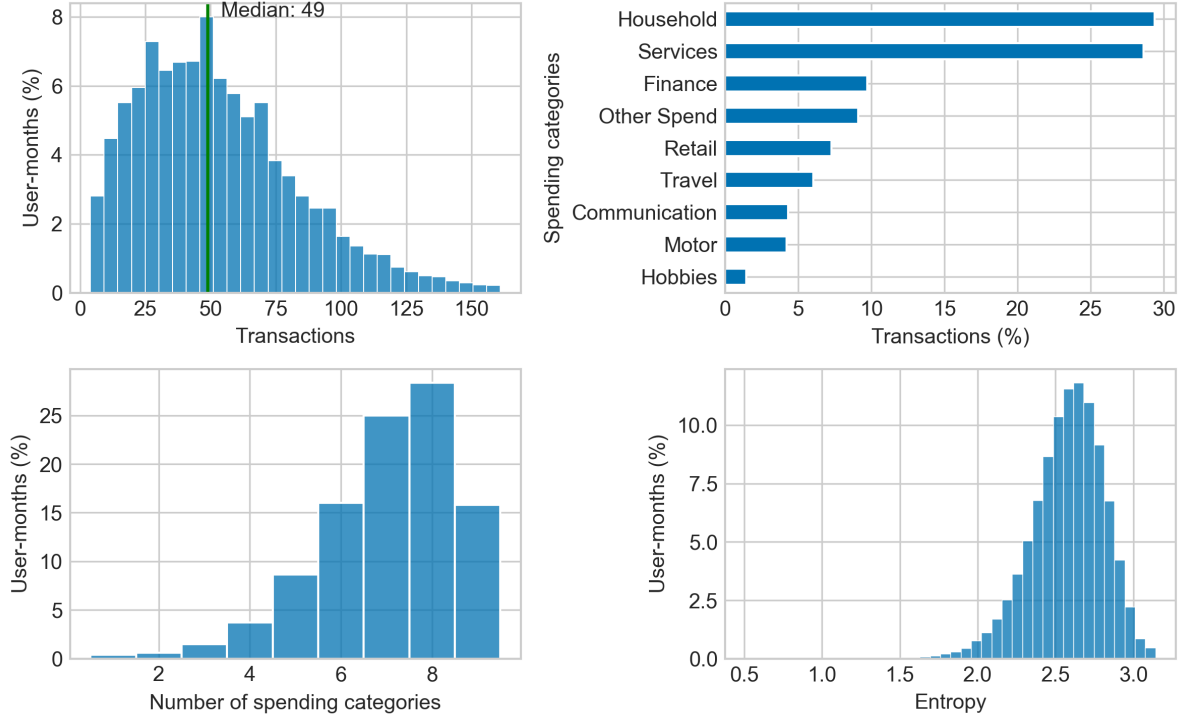 Median: 49
8
6
4
2
0
User-months (%)
0 25 50 75 100 125 150
Transactions
Spending categories
Household
Services
Finance
Other Spend
Retail
Travel
Communication
Motor
Hobbies
0 5 10 15 20 25 30
Transactions (%)
25
20
15
10
5
0
User-months (%)
2 4 6 8
Number of spending categories
10.0
7.5
5.0
2.5
0.0
User-months (%)
0.5 1.0 1.5 2.0 2.5 3.0
Entropy